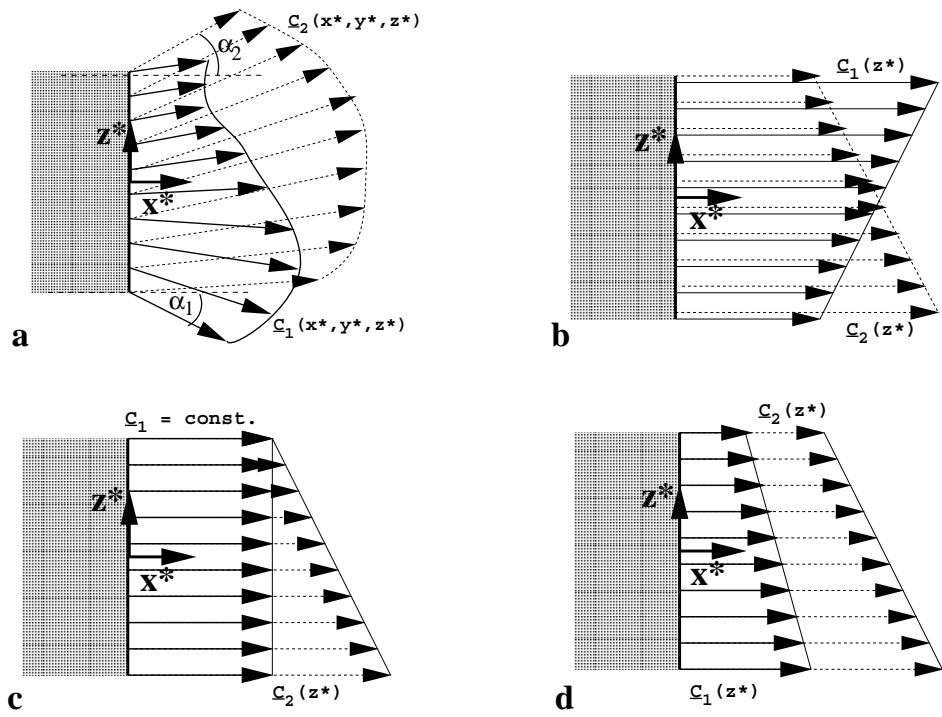 C₂(x*,y*,z*)
α₂
z*
x*
α₁
C₁(x*,y*,z*)
a
C₁(z*)
z*
x*
C₂(z*)
b
C₁ = const.
z*
x*
C₂(z*)
c
C₂(z*)
z*
x*
C₁(z*)
d